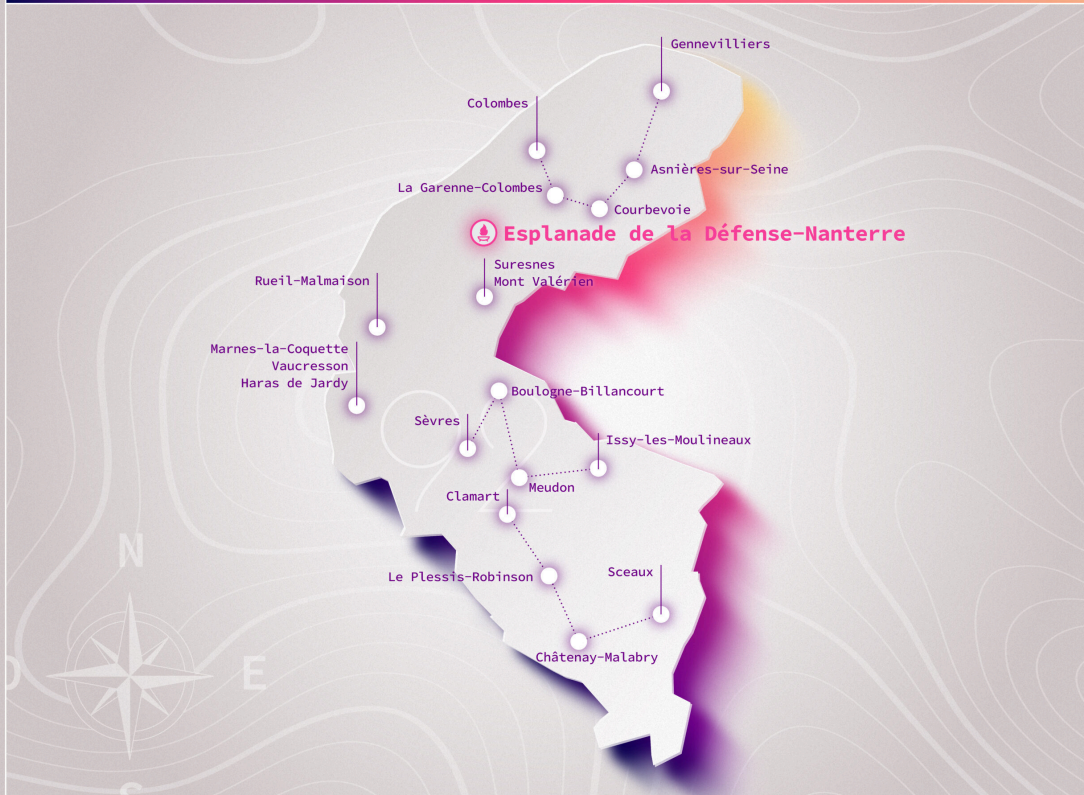 Gennevilliers
Colombes
Asnières-sur-Seine
La Garenne-Colombes
Courbevoie
Esplanade de la Défense-Nanterre
Suresnes
Mont Valérien
Rueil-Malmaison
Marnes-la-Coquette
Vaucresson
Haras de Jardy
92
Boulogne-Billancourt
Sèvres
Issy-les-Moulineaux
Meudon
Clamart
Le Plessis-Robinson
Sceaux
Châtenay-Malabry
N
O
E
S